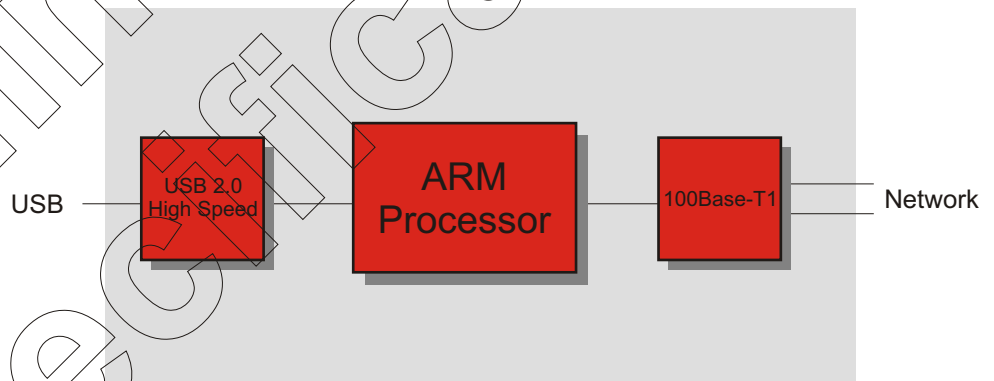 USB
USB 2.0
High Speed
ARM
Processor
100Base-T1
Network